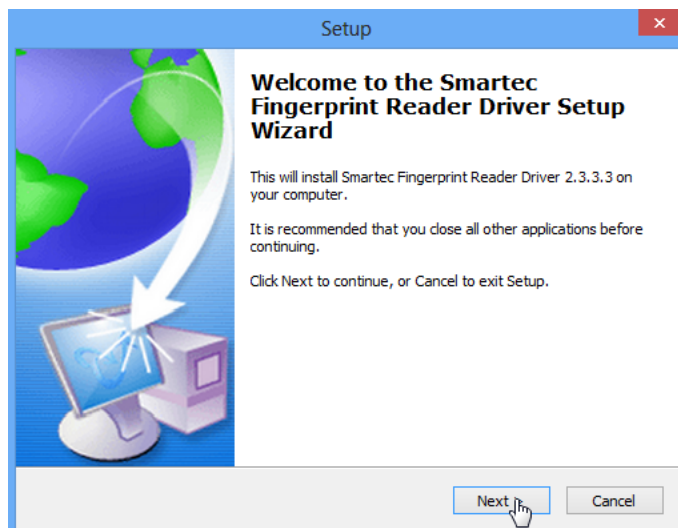 Setup
Welcome to the Smartec
Fingerprint Reader Driver Setup
Wizard
This will install Smartec Fingerprint Reader Driver 2.3.3.3 on
your computer.
It is recommended that you close all other applications before
continuing.
Click Next to continue, or Cancel to exit Setup.
Next >
Cancel